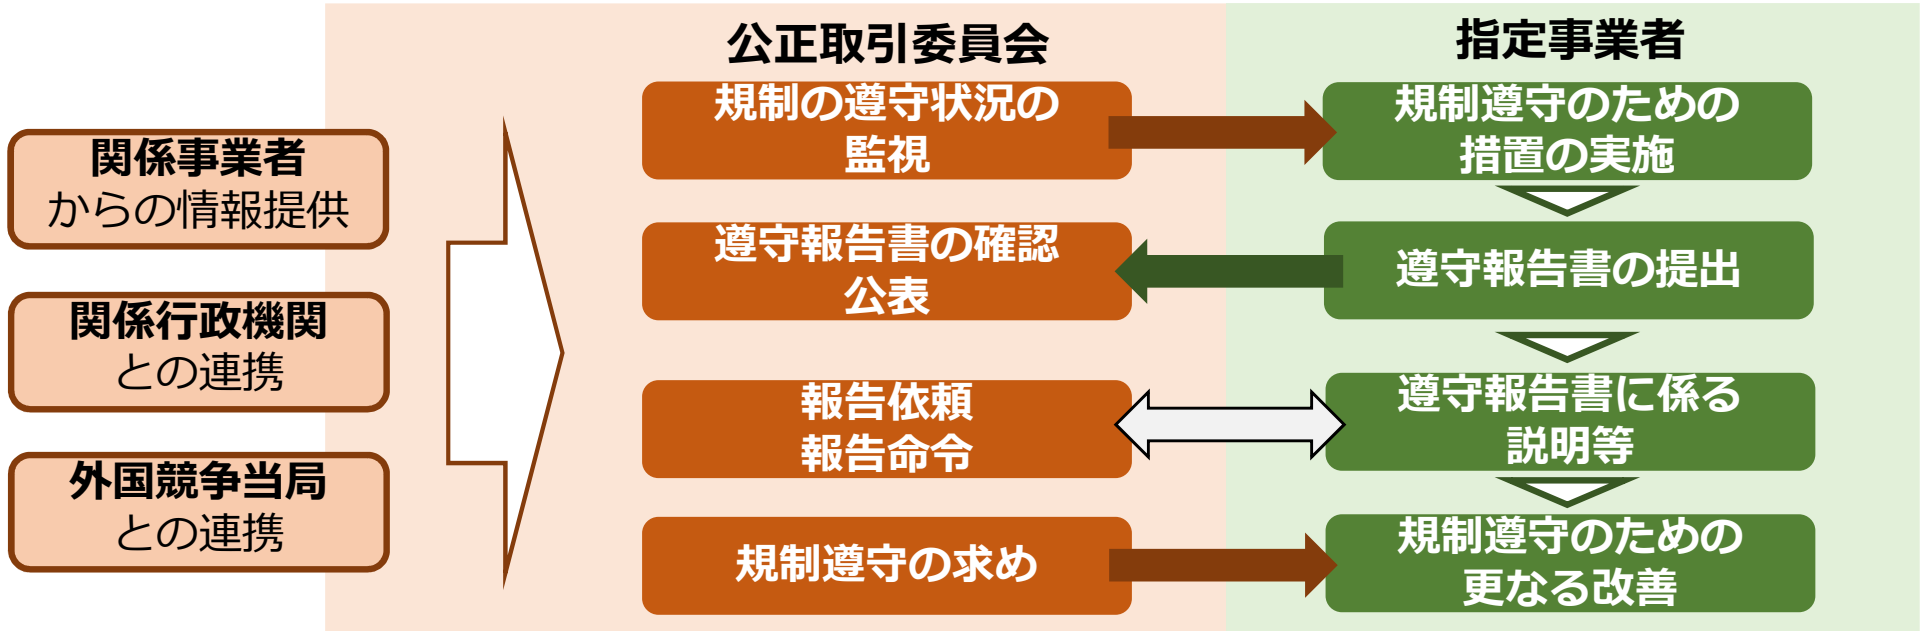 公正取引委員会
指定事業者
関係事業者
からの情報提供
関係行政機関
との連携
外国競争当局
との連携
規制の遵守状況の
監視
規制遵守のための
措置の実施
遵守報告書の確認
公表
遵守報告書の提出
報告依頼
報告命令
遵守報告書に係る
説明等
規制遵守の求め
規制遵守のための
更なる改善